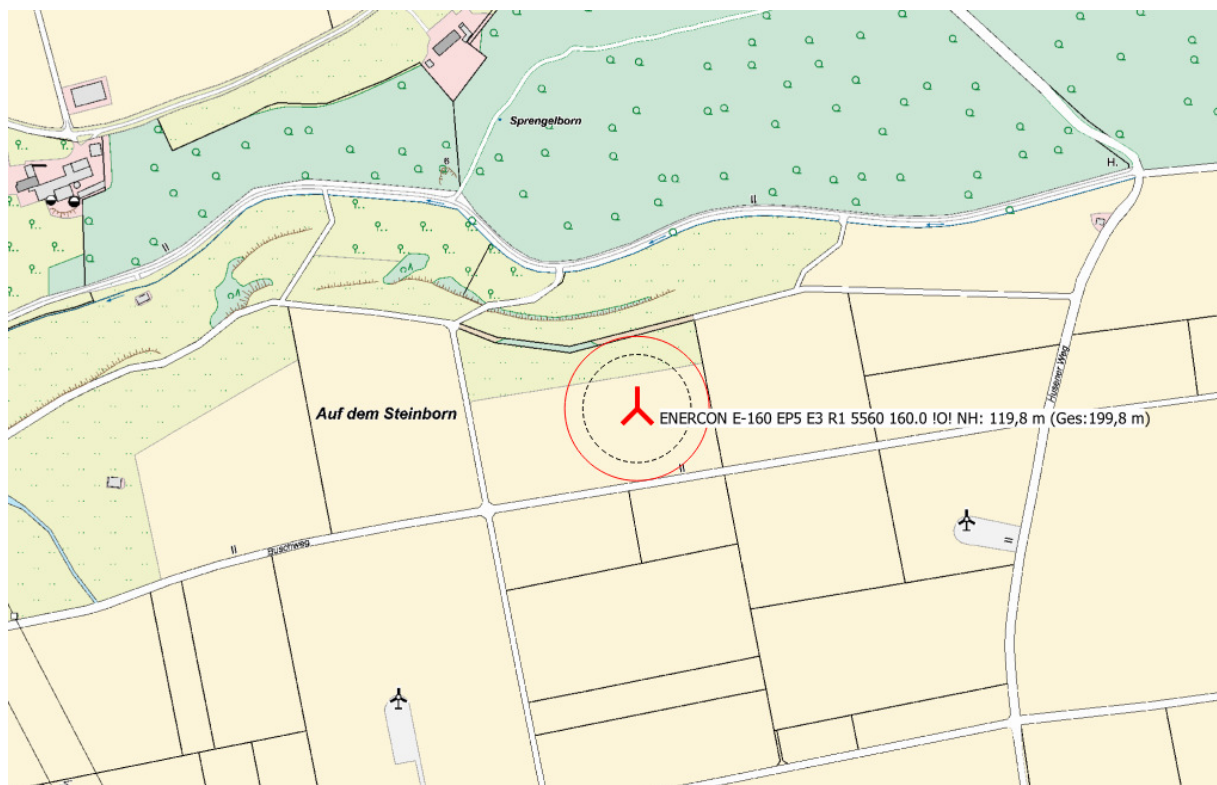 Sprengelborn
6
H.
Husener Weg
Auf dem Steinborn
ENERCON E-160 EP5 E3 R1 5560 160.0 !O! NH: 119,8 m (Ges:199,8 m)
Buschweg